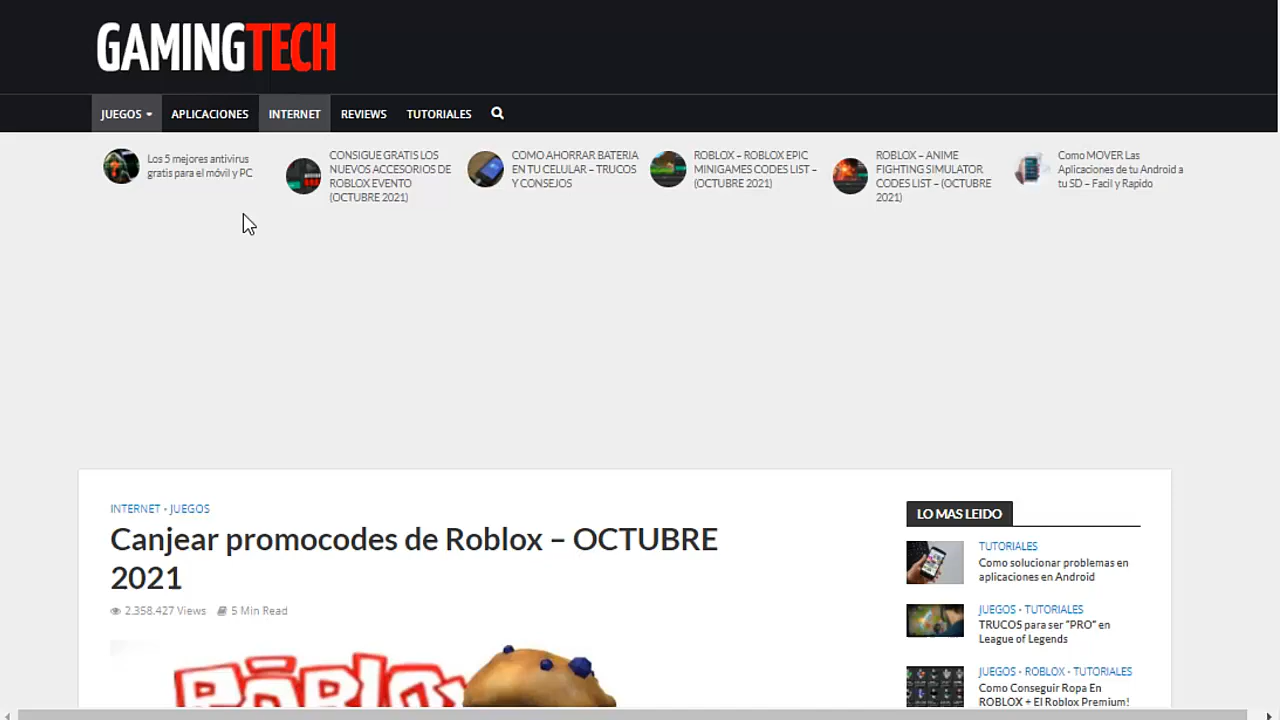 GAMINGTECH
JUEGOS APLICACIONES INTERNET REVIEWS TUTORIALES
Los 5 mejores antivirus
gratis para el móvil y PC
CONSIGUE GRATIS LOS
NUEVOS ACCESORIOS DE
ROBLOX EVENTO
(OCTUBRE 2021)
COMO AHORRAR BATERIA
EN TU CELULAR – TRUCOS
Y CONSEJOS
ROBLOX – ROBLOX EPIC
MINIGAMES CODES LIST –
(OCTUBRE 2021)
ROBLOX – ANIME
FIGHTING SIMULATOR
CODES LIST – (OCTUBRE
2021)
Como MOVER Las
Aplicaciones de tu Android a
tu SD – Facil y Rapido
INTERNET • JUEGOS
Canjear promocodes de Roblox – OCTUBRE
2021
2,358.427 Views 5 Min Read
ROBLOX
LO MAS LEIDO
TUTORIALES
Como solucionar problemas en
aplicaciones en Android
JUEGOS • TUTORIALES
TRUCOS para ser “PRO” en
League of Legends
JUEGOS • ROBLOX • TUTORIALES
Como Conseguir Ropa En
ROBLOX + El Roblox Premium!